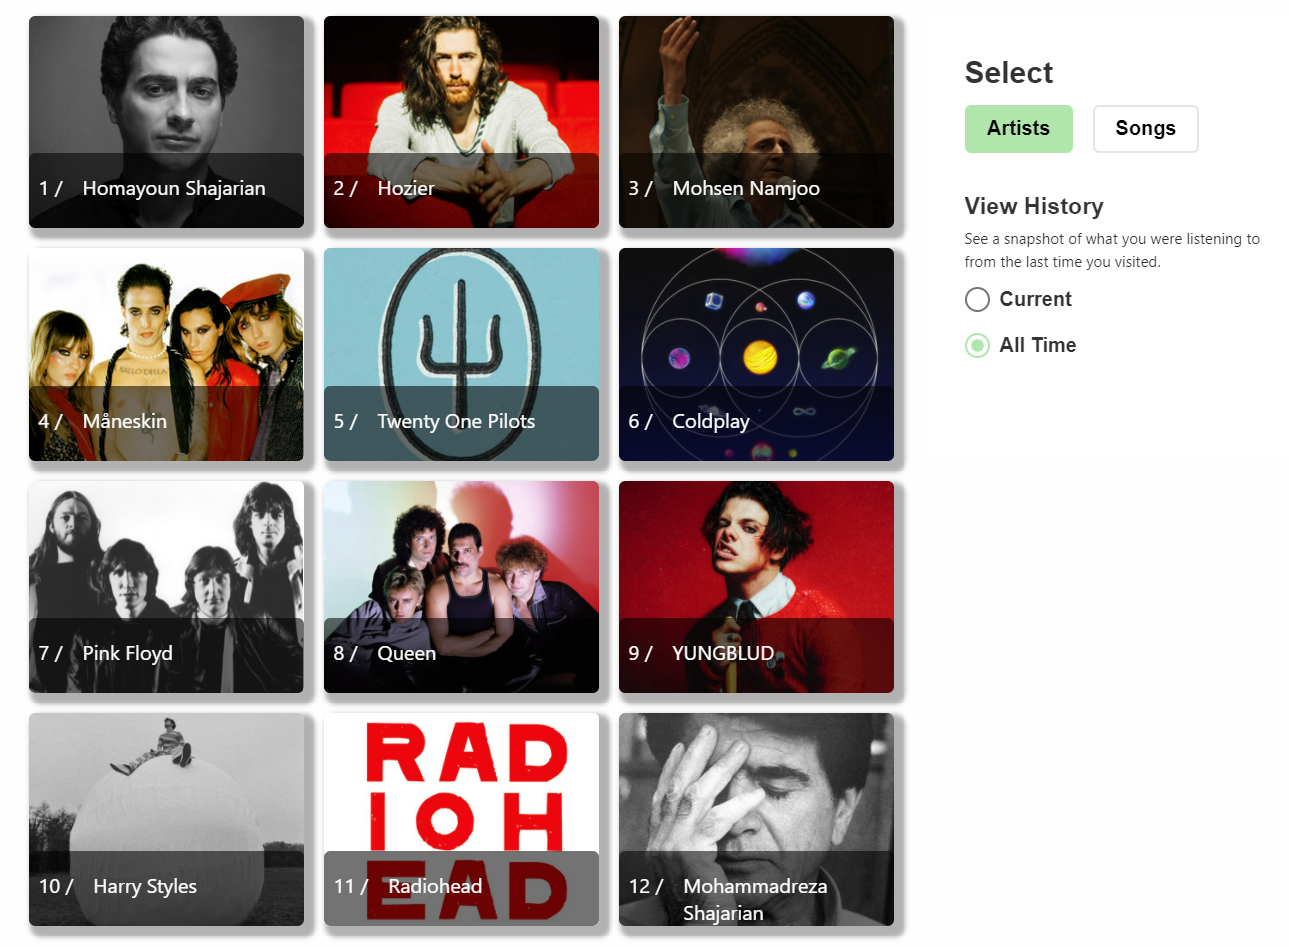 1 / Homayoun Shajarian
2 / Hozier
3 / Mohsen Namjoo
BALLO DELLA
4 / Måneskin
5 / Twenty One Pilots
6 / Coldplay
7 / Pink Floyd
8 / Queen
9 / YUNGBLUD
10 / Harry Styles
RAD
IOH
EAD
11 / Radiohead
12 / Mohammadreza
Shajarian
Select
Artists Songs
View History
See a snapshot of what you were listening to
from the last time you visited.
Current
All Time